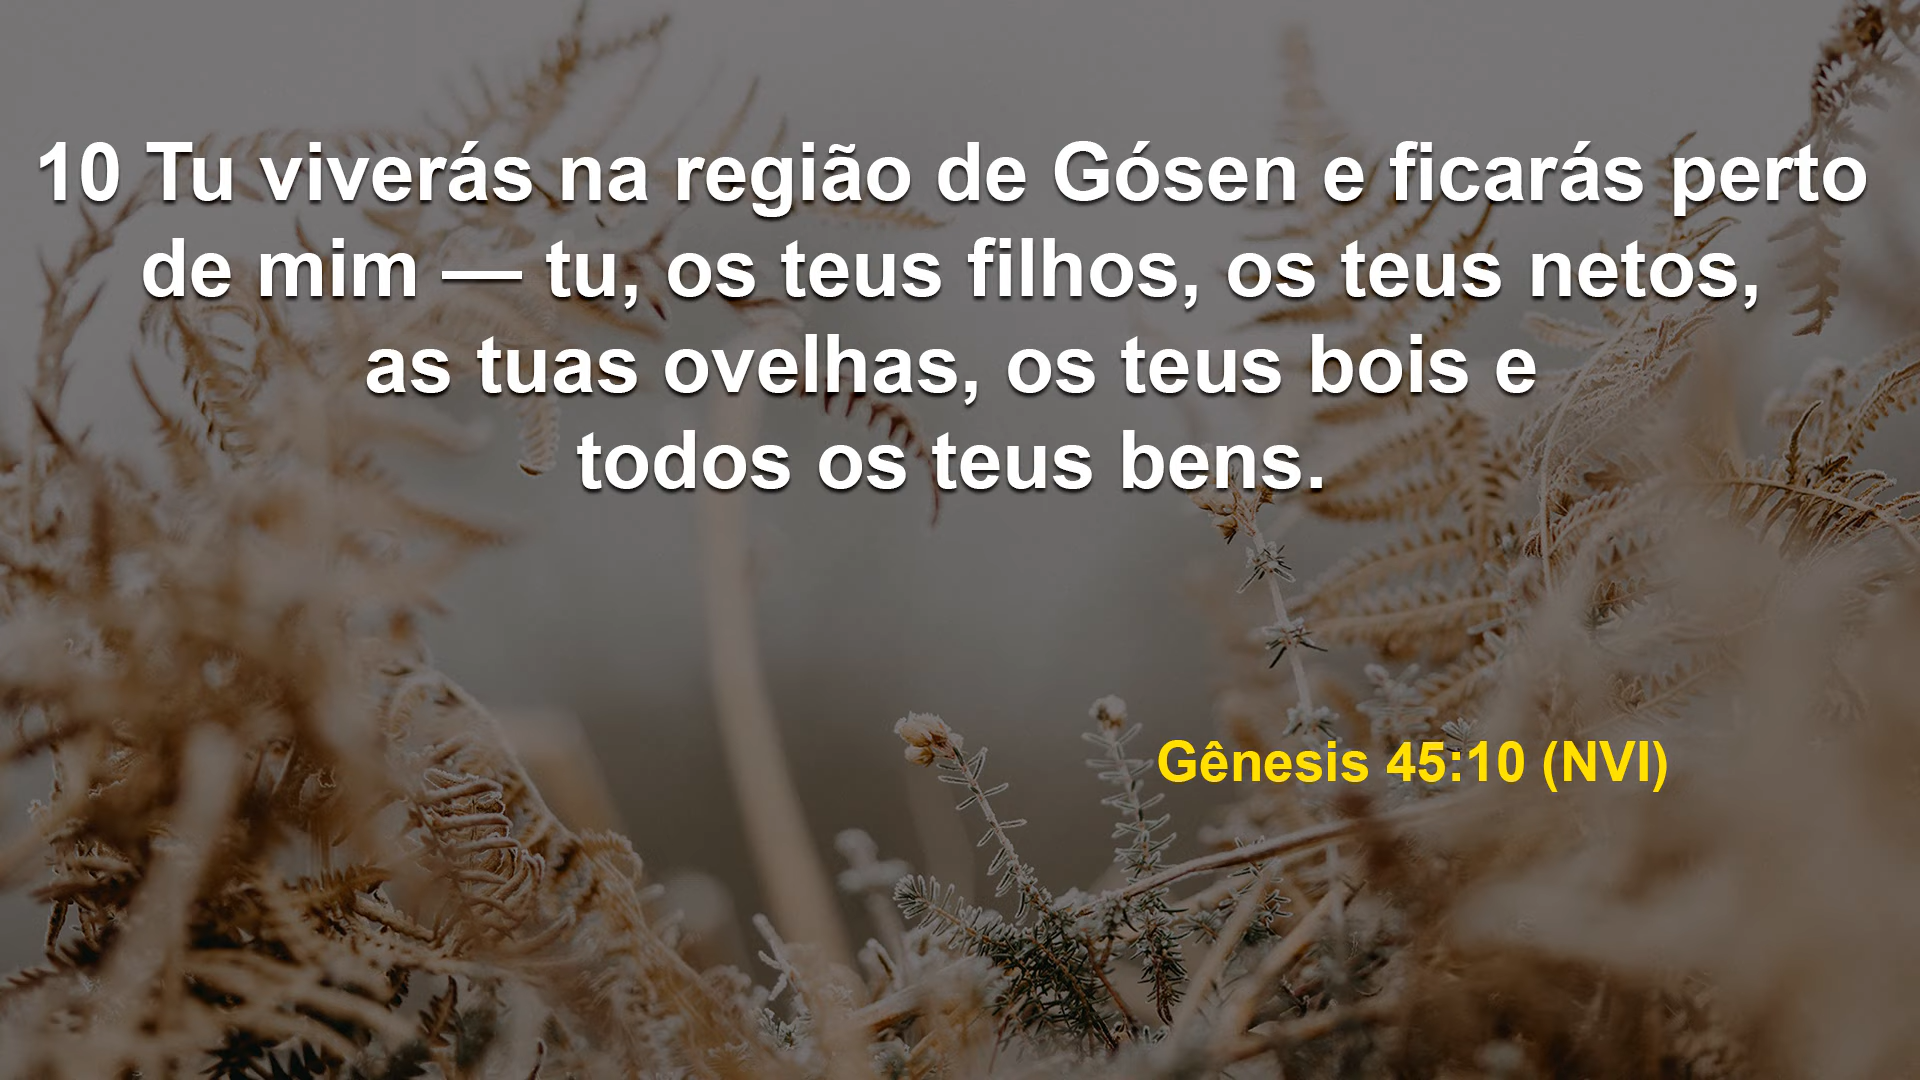 10 Tu viverás na região de Gósen e ficarás perto
de mim — tu, os teus filhos, os teus netos,
as tuas ovelhas, os teus bois e
todos os teus bens.
Gênesis 45:10 (NVI)